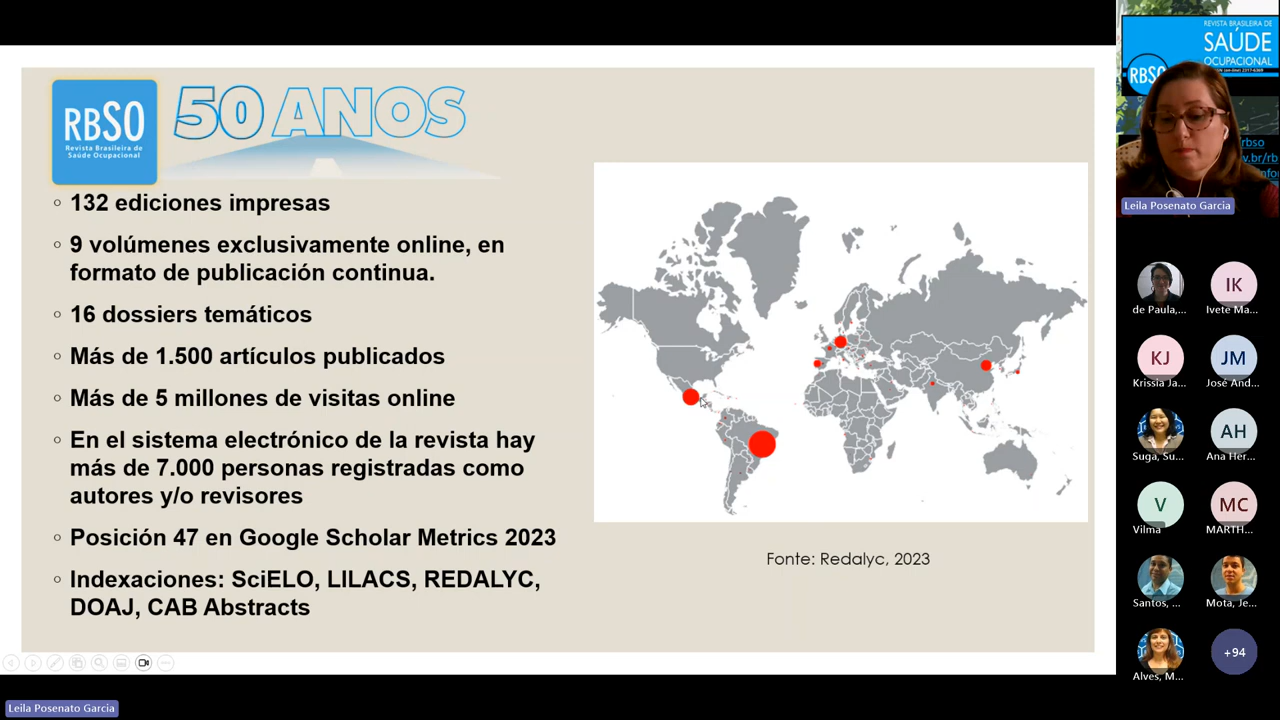 RBSO
Revista Brasileira de
Saúde Ocupacional
50 ANOS
◦ 132 ediciones impresas
◦ 9 volúmenes exclusivamente online, en
formato de publicación continua.
◦ 16 dossiers temáticos
◦ Más de 1.500 artículos publicados
◦ Más de 5 millones de visitas online
◦ En el sistema electrónico de la revista hay
más de 7.000 personas registradas como
autores y/o revisores
◦ Posición 47 en Google Scholar Metrics 2023
◦ Indexaciones: SciELO, LILACS, REDALYC,
DOAJ, CAB Abstracts
Fonte: Redalyc, 2023
REVISTA BRASILEIRA DE
SAÚDE
OCUPACIONAL
RBSO
/rbso
v.br/rb
Leila Posenato Garcia
de Paula,...
IK
Ivete Ma...
KJ
Krissia Ja...
JM
José And...
Suga, Su...
AH
Ana Her...
V
Vilma
MC
MARTH...
Santos, ...
Mota, Je...
Alves, M...
+94
Leila Posenato Garcia